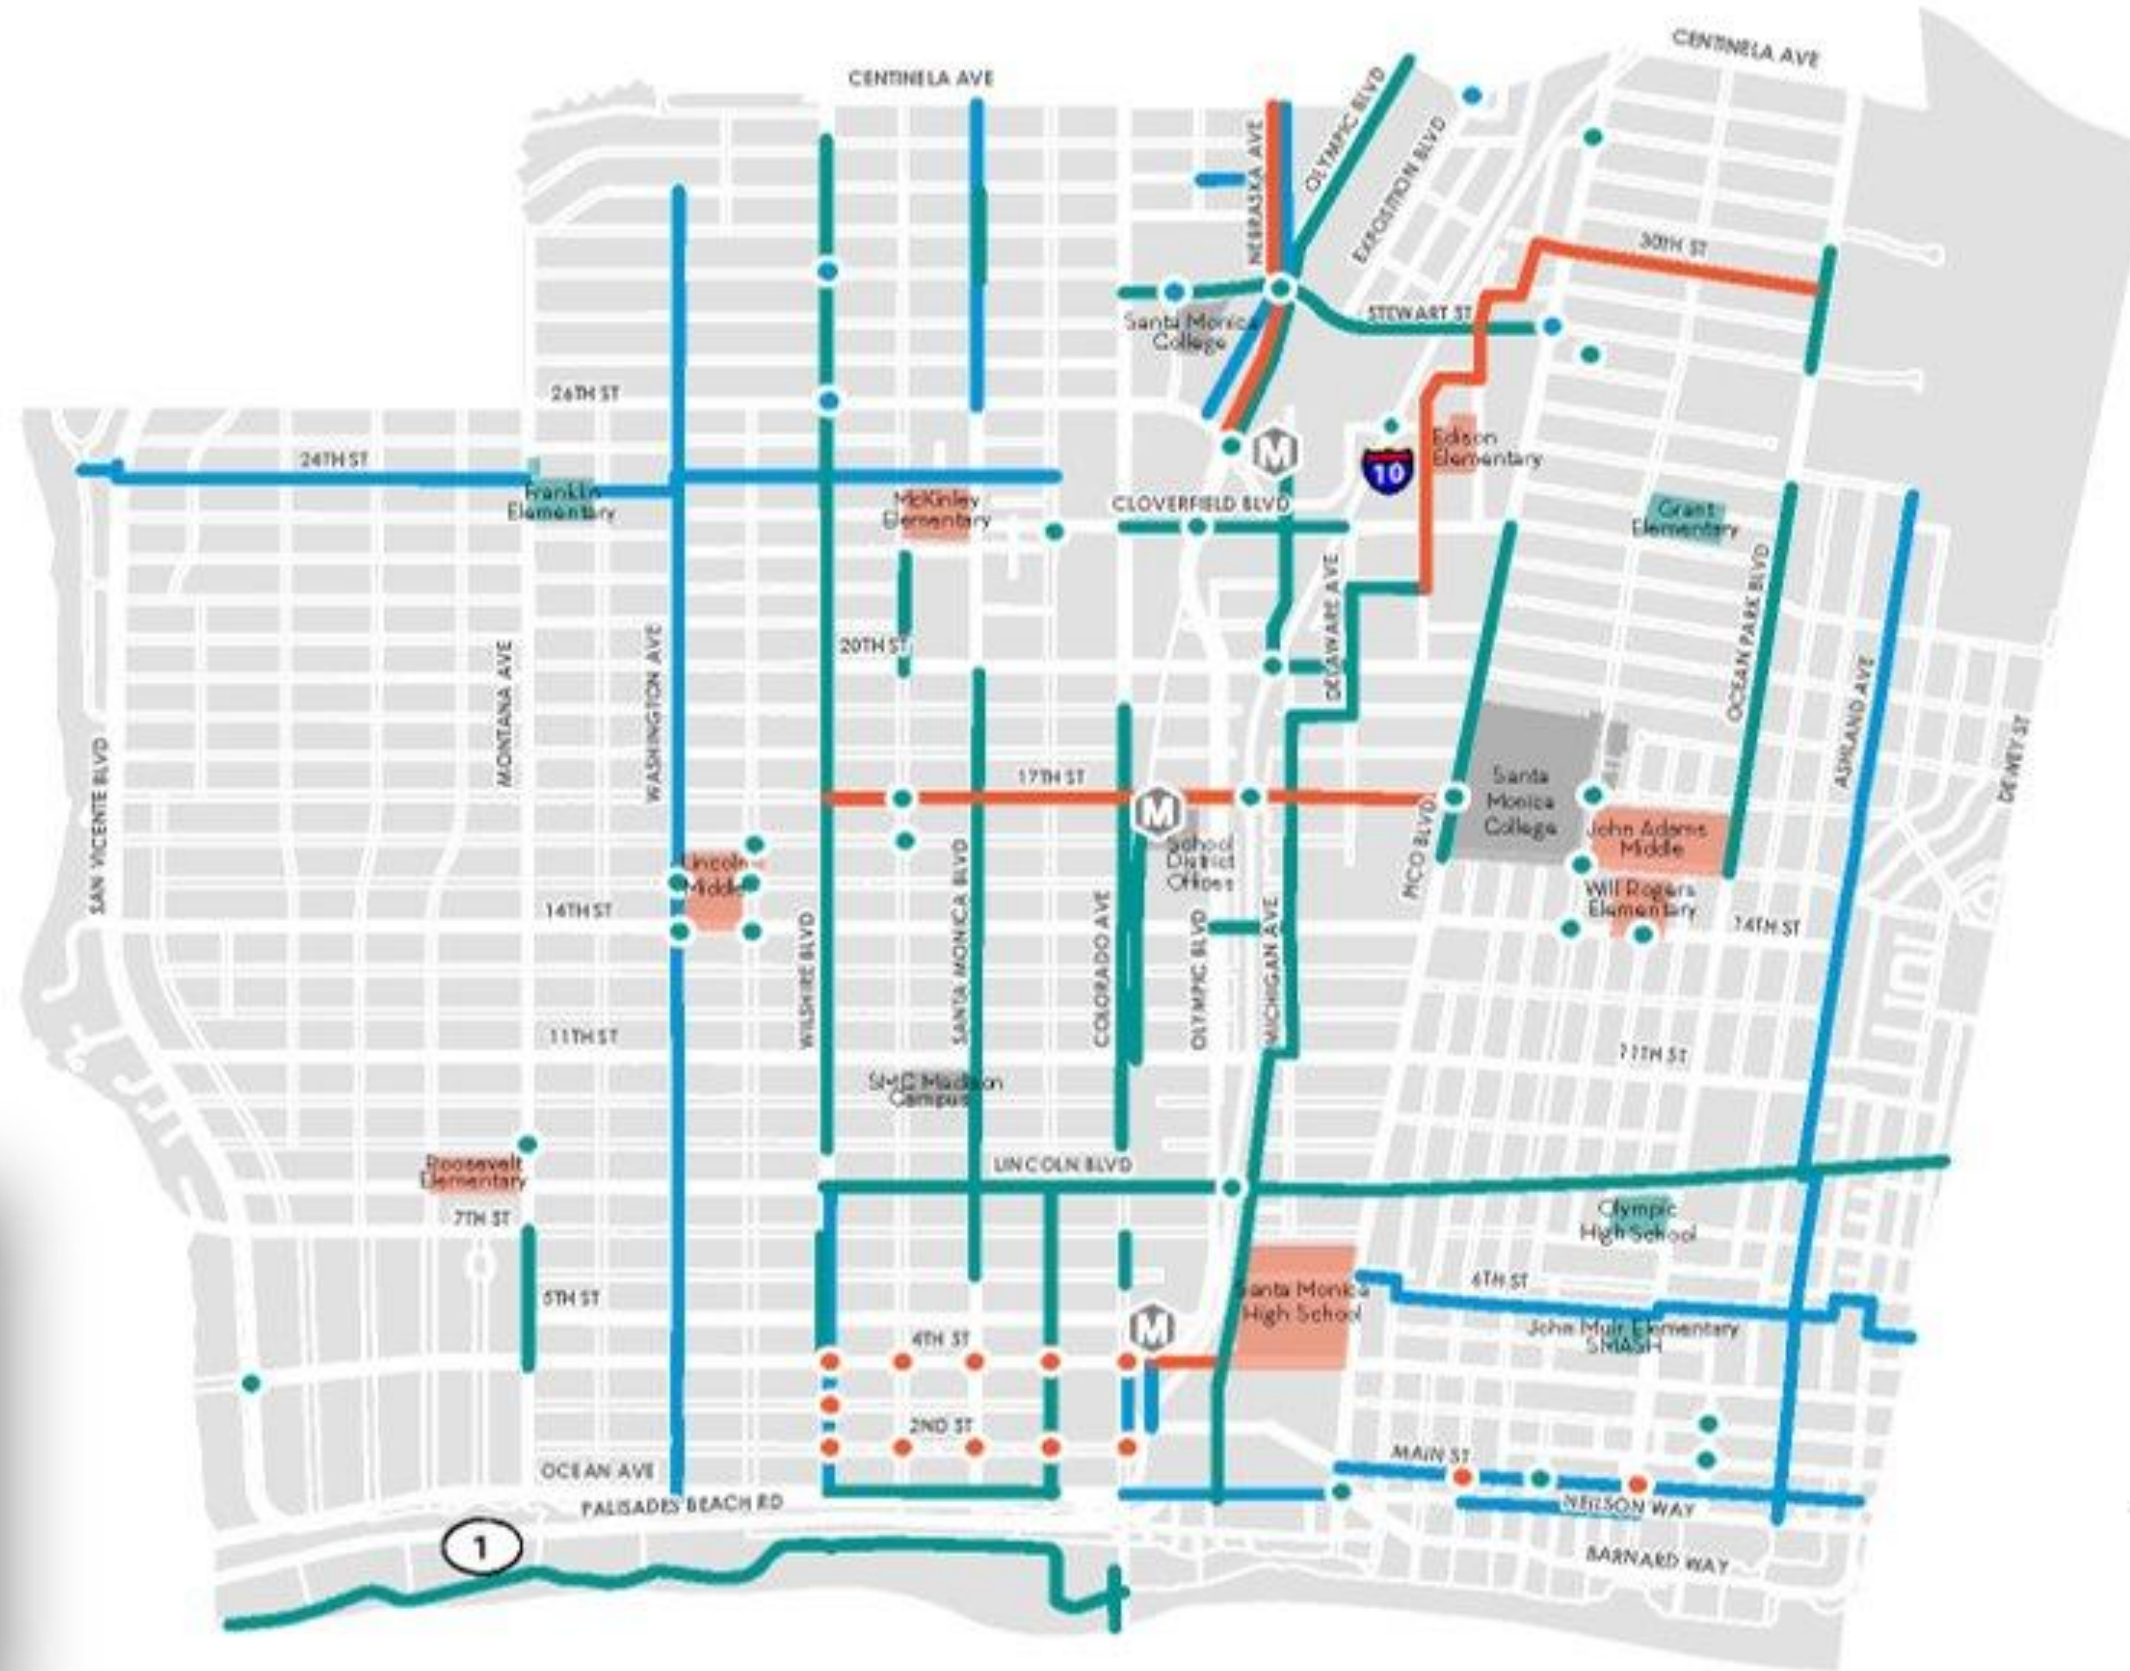 CENTINELA AVE
CENTINELA AVE
NEBRASKA AVE
OLYMPIC BLVD
EXPOSITION BLVD
30TH ST
STEWART ST
Santa Monica
College
26TH ST
24TH ST
Franklin
Elementary
McKinley
Elementary
M
10
Edison
Elementary
CLOVERFIELD BLVD
Grant
Elementary
DELAWARE AVE
OCEAN PARK BLVD
20TH ST
MONTANA AVE
WASHINGTON AVE
ASHLAND AVE
DEWEY ST
SAN VICENTE BLVD
17TH ST
M
Santa
Monica
College
PICO BLVD
School
District
Offices
John Adams
Middle
Lincoln
Middle
Will Rogers
Elementary
14TH ST
14TH ST
WILSHIRE BLVD
SANTA MONICA BLVD
COLORADO AVE
OLYMPIC BLVD
MICHIGAN AVE
11TH ST
11TH ST
SMC Madison
Campus
Roosevelt
Elementary
LINCOLN BLVD
7TH ST
Olympic
High School
Santa Monica
High School
6TH ST
5TH ST
John Muir Elementary
SMASH
4TH ST
M
2ND ST
MAIN ST
OCEAN AVE
PALISADES BEACH RD
NEILSON WAY
1
BARNARD WAY